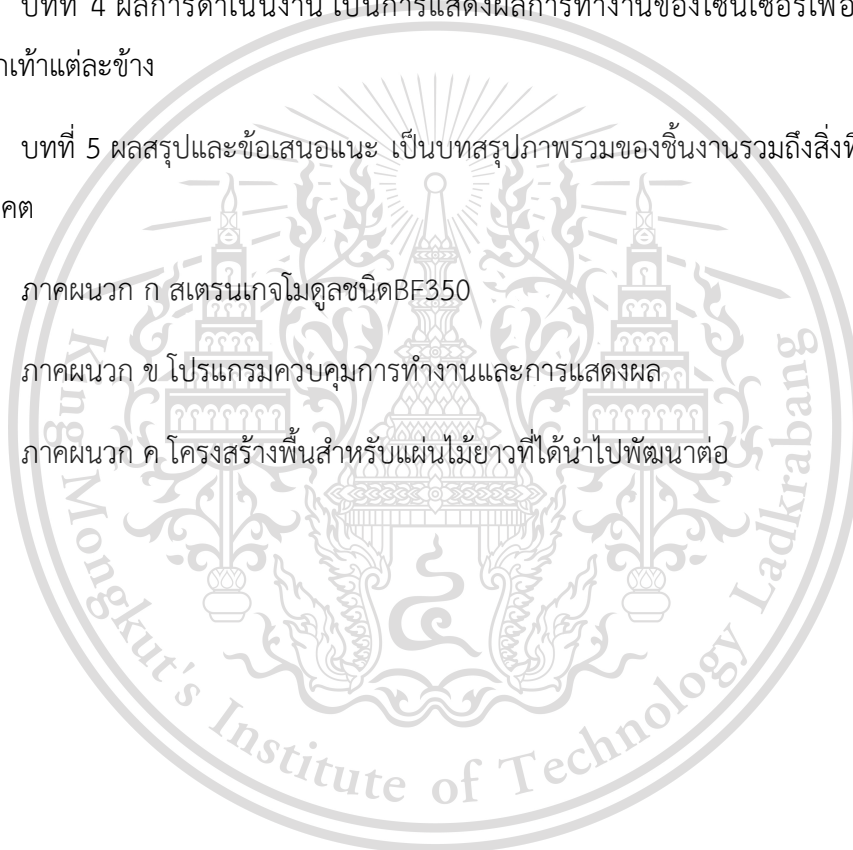 บทที่ 4 ผลการดำเนินงาน เป็นการแสดงผลการทำงานของเซ็นเซอร์เพื่อ
เท้าแต่ละข้าง
บทที่ 5 ผลสรุปและข้อเสนอแนะ เป็นบทสรุปภาพรวมของชิ้นงานรวมถึงสิ่งที่
คต
ภาคผนวก ก สเตรนเกจโมดูลชนิดBF350
ภาคผนวก ข โปรแกรมควบคุมการทำงานและการแสดงผล
ภาคผนวก ค โครงสร้างพื้นสำหรับแผ่นไม้ยาวที่ได้นำไปพัฒนาต่อ
King Mongkut's Institute of Technology Ladkrabang